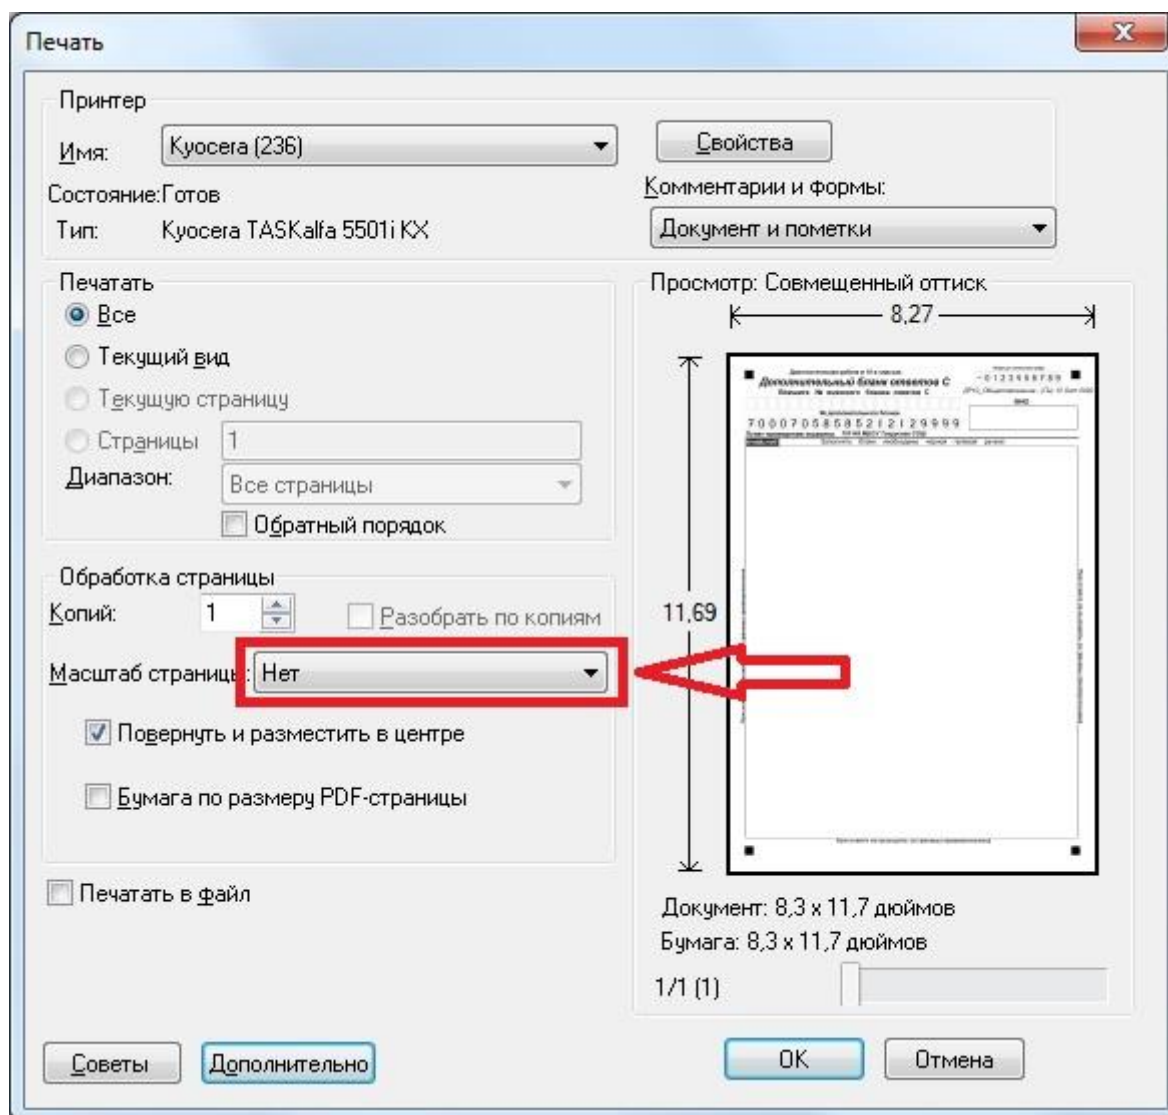 Печать
Принтер
Имя: Kyocera (236) Свойства
Состояние:Готов Комментарии и формы:
Тип: Kyocera TASKalfa 5501i KX Документ и пометки
Печатать
Все
Текущий вид
Текущую страницу
Страницы 1
Диапазон: Все страницы
Обратный порядок
Обработка страницы
Копий: 1 Разобрать по копиям
Масштаб страницы: Нет
Повернуть и разместить в центре
Бумага по размеру PDF-страницы
Печатать в файл
Просмотр: Совмещенный оттиск
8,27
11,69
Дополнительный бланк ответов С
70007058585212129999
Документ: 8,3 x 11,7 дюймов
Бумага: 8,3 x 11,7 дюймов
1/1 (1)
Советы Дополнительно OK Отмена